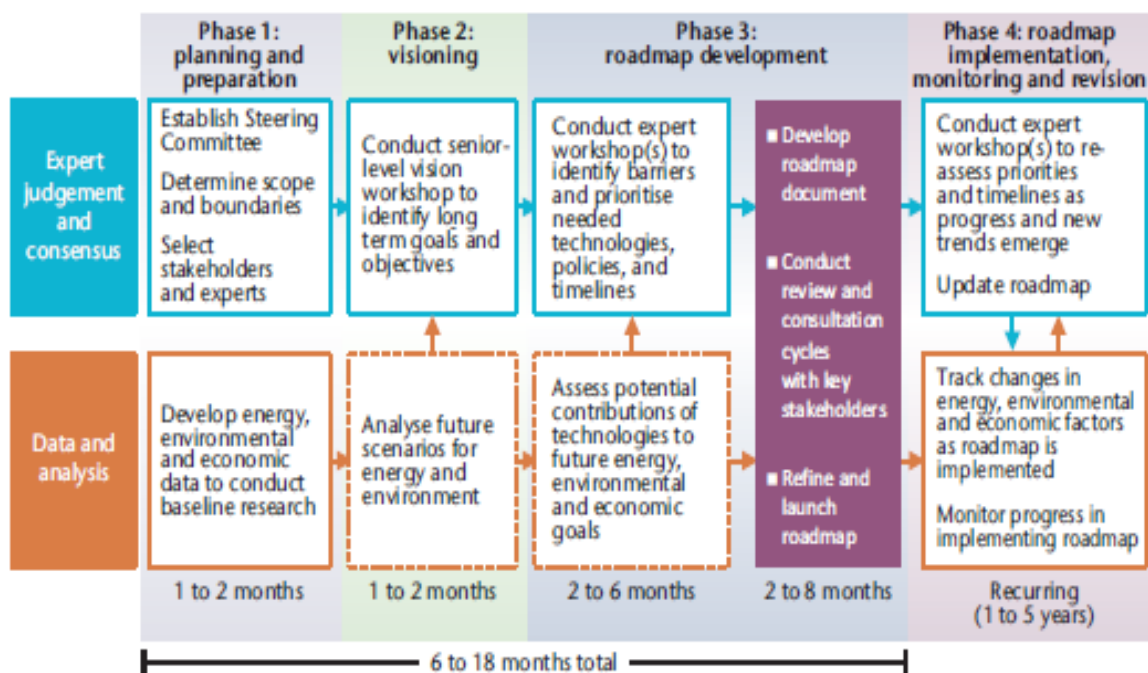 Phase 1:
planning and
preparation
Phase 2:
visioning
Phase 3:
roadmap development
Phase 4: roadmap
implementation,
monitoring and revision
Expert
judgement
and
consensus
Establish Steering
Committee
Determine scope
and boundaries
Select
stakeholders
and experts
Conduct senior-
level vision
workshop to
identify long
term goals and
objectives
Conduct expert
workshop(s) to
identify barriers
and prioritise
needed
technologies,
policies, and
timelines
■ Develop
roadmap
document
■ Conduct
review and
consultation
cycles
with key
stakeholders
■ Refine and
launch
roadmap
Conduct expert
workshop(s) to re-
assess priorities
and timelines as
progress and new
trends emerge
Update roadmap
Data and
analysis
Develop energy,
environmental
and economic
data to conduct
baseline research
Analyse future
scenarios for
energy and
environment
Assess potential
contributions of
technologies to
future energy,
environmental
and economic
goals
Track changes in
energy, environmental
and economic factors
as roadmap is
implemented
Monitor progress in
implementing roadmap
1 to 2 months
1 to 2 months
2 to 6 months
2 to 8 months
Recurring
(1 to 5 years)
6 to 18 months total